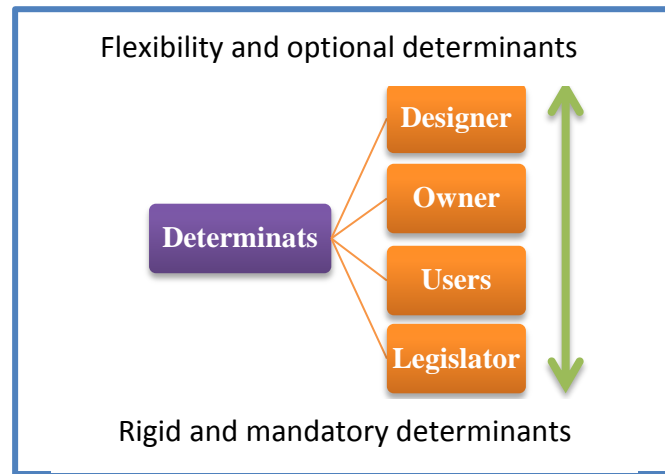 Flexibility and optional determinants
Designer
Owner
Determinats
Users
Legislator
Rigid and mandatory determinants